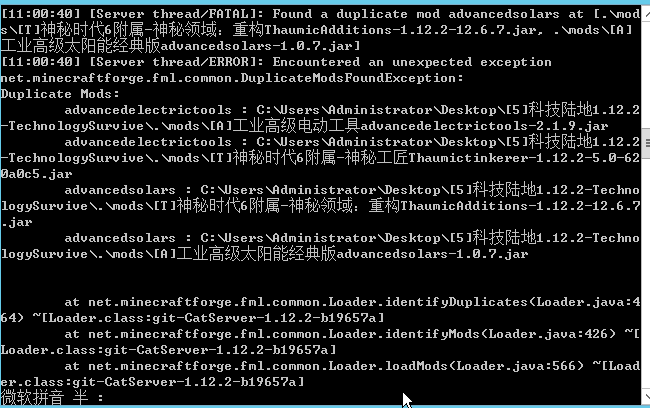 [11:00:40] [Server thread/FATAL]: Found a duplicate mod advancedsolars at [.\mod
s\[T]神秘时代6附属-神秘领域：重构ThaumicAdditions-1.12.2-12.6.7.jar, .\mods\[A]
工业高级太阳能经典版advancedsolars-1.0.7.jar]
[11:00:40] [Server thread/ERROR]: Encountered an unexpected exception
net.minecraftforge.fml.common.DuplicateModsFoundException:
Duplicate Mods:
advancedelectrictools : C:\Users\Administrator\Desktop\[5]科技陆地1.12.2
-TechnologySurvive\.\mods\[A]工业高级电动工具advancedelectrictools-2.1.9.jar
advancedelectrictools : C:\Users\Administrator\Desktop\[5]科技陆地1.12.2
-TechnologySurvive\.\mods\[T]神秘时代6附属-神秘工匠Thaumictinkerer-1.12.2-5.0-62
0a0c5.jar
advancedsolars : C:\Users\Administrator\Desktop\[5]科技陆地1.12.2-Techno
logySurvive\.\mods\[T]神秘时代6附属-神秘领域：重构ThaumicAdditions-1.12.2-12.6.7
.jar
advancedsolars : C:\Users\Administrator\Desktop\[5]科技陆地1.12.2-Techno
logySurvive\.\mods\[A]工业高级太阳能经典版advancedsolars-1.0.7.jar
at net.minecraftforge.fml.common.Loader.identifyDuplicates(Loader.java:4
64) ~[Loader.class:git-CatServer-1.12.2-b19657a]
at net.minecraftforge.fml.common.Loader.identifyMods(Loader.java:426) ~[
Loader.class:git-CatServer-1.12.2-b19657a]
at net.minecraftforge.fml.common.Loader.loadMods(Loader.java:566) ~[Load
er.class:git-CatServer-1.12.2-b19657a]
微软拼音 半 :